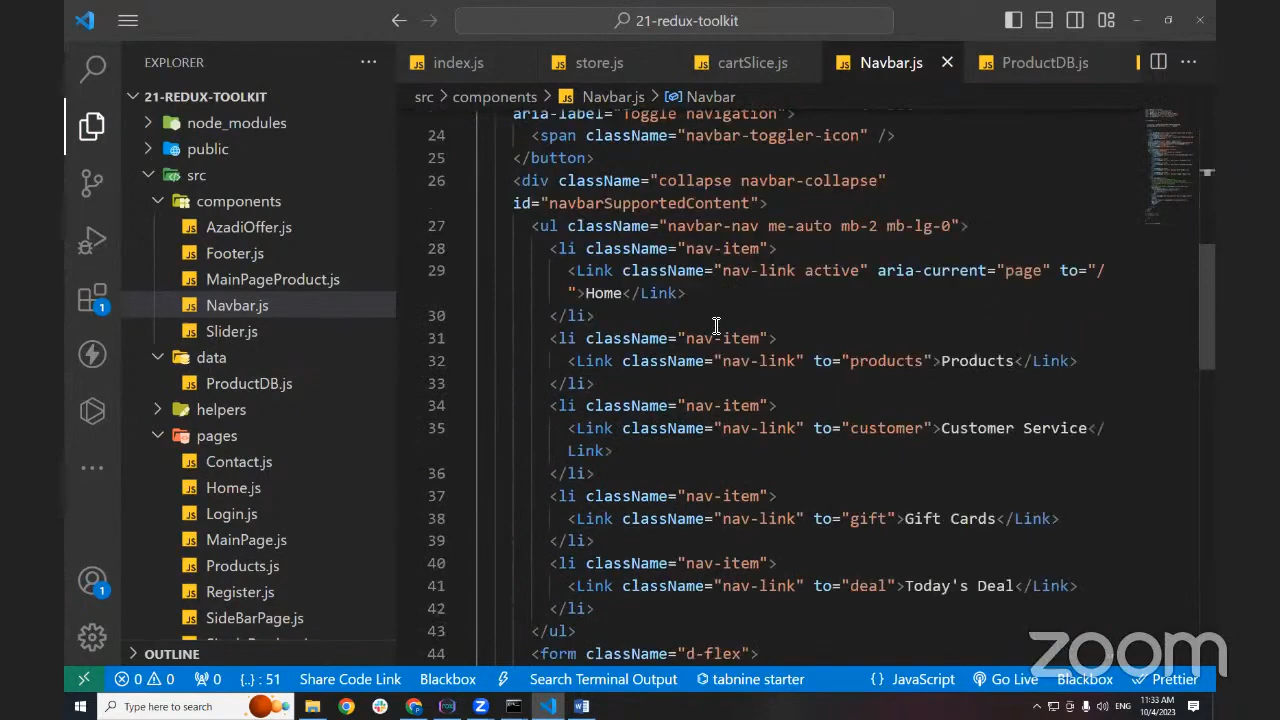 21-redux-toolkit
EXPLORER
index.js
store.js
cartSlice.js
Navbar.js
ProductDB.js
21-REDUX-TOOLKIT
node_modules
public
src
components
AzadiOffer.js
Footer.js
MainPageProduct.js
Navbar.js
Slider.js
data
ProductDB.js
helpers
pages
Contact.js
Home.js
Login.js
MainPage.js
Products.js
Register.js
SideBarPage.js
OUTLINE
src > components > Navbar.js > Navbar
aria-label="Toggle navigation">
24 <span className="navbar-toggler-icon" />
25 </button>
26 <div className="collapse navbar-collapse"
id="navbarSupportedContent">
27 <ul className="navbar-nav me-auto mb-2 mb-lg-0">
28 <li className="nav-item">
29 <Link className="nav-link active" aria-current="page" to="/
">Home</Link>
30 </li>
31 <li className="nav-item">
32 <Link className="nav-link" to="products">Products</Link>
33 </li>
34 <li className="nav-item">
35 <Link className="nav-link" to="customer">Customer Service</
Link>
36 </li>
37 <li className="nav-item">
38 <Link className="nav-link" to="gift">Gift Cards</Link>
39 </li>
40 <li className="nav-item">
41 <Link className="nav-link" to="deal">Today's Deal</Link>
42 </li>
43 </ul>
44 <form className="d-flex">
zoom
0 0 0 {..} : 51 Share Code Link Blackbox Search Terminal Output tabnine starter { } JavaScript Go Live Blackbox Prettier
Type here to search
ENG
11:33 AM
10/4/2023
1
1